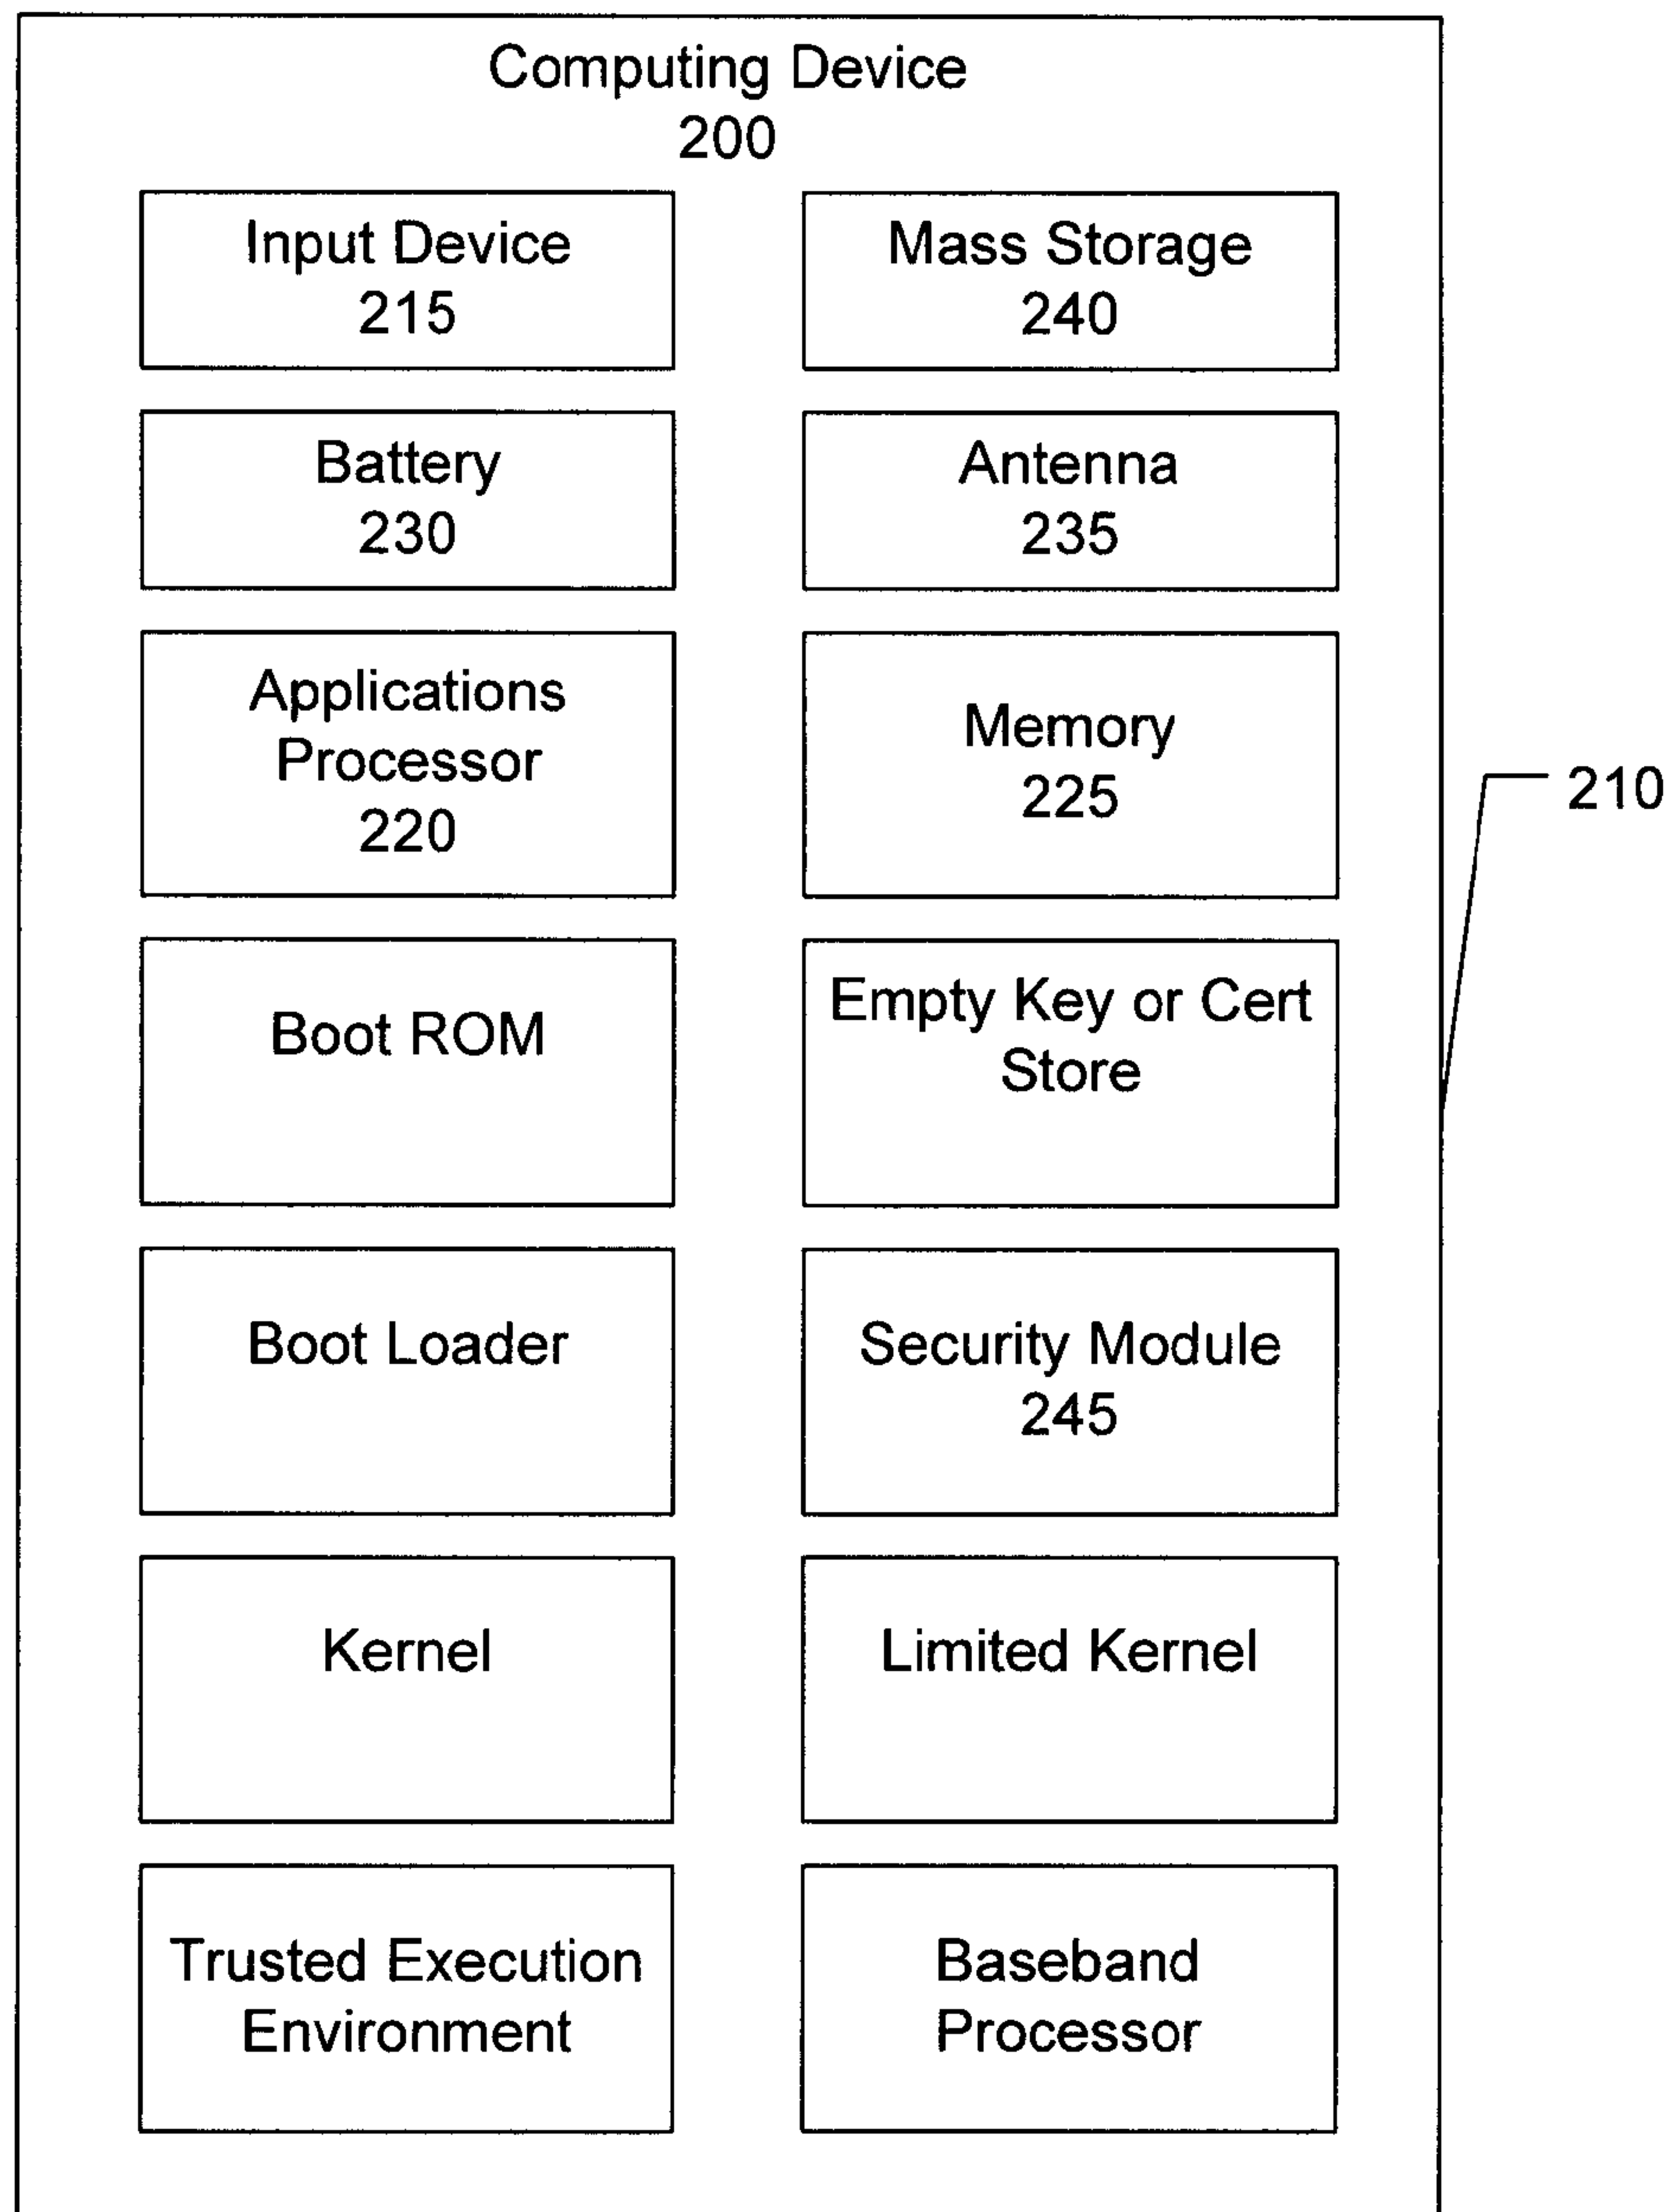 Computing Device
200
Input Device
215
Mass Storage
240
Battery
230
Antenna
235
Applications
Processor
220
Memory
225
210
Boot ROM
Empty Key or Cert
Store
Boot Loader
Security Module
245
Kernel
Limited Kernel
Trusted Execution
Environment
Baseband
Processor